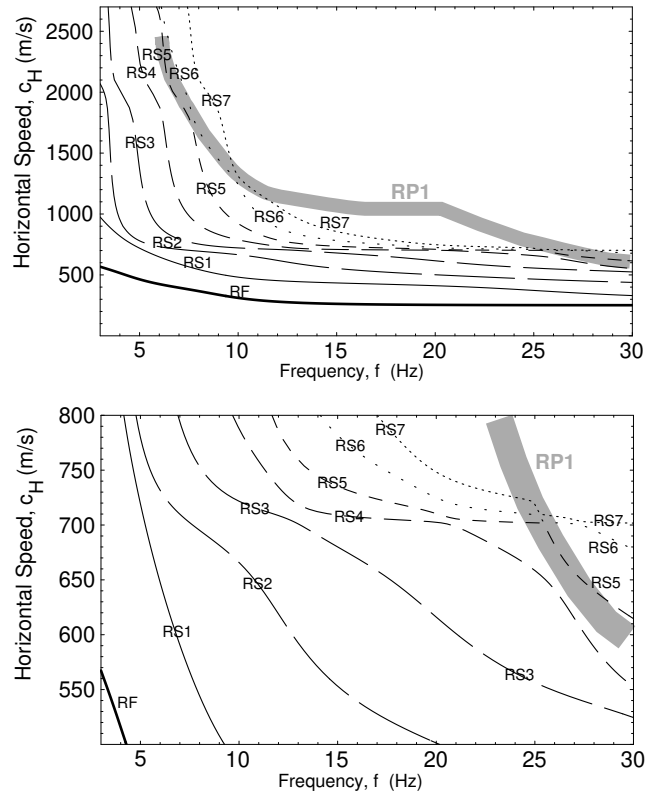 2500
2000
1500
1000
500
Horizontal Speed, c_H (m/s)
RS5
RS4
RS6
RS7
RS3
RP1
RS5
RS6
RS7
RS2
RS1
RF
5
10
15
20
25
30
Frequency, f (Hz)
800
750
700
650
600
550
Horizontal Speed, c_H (m/s)
RS7
RS6
RP1
RS5
RS3
RS4
RS7
RS6
RS2
RS5
RS1
RS3
RF
5
10
15
20
25
30
Frequency, f (Hz)